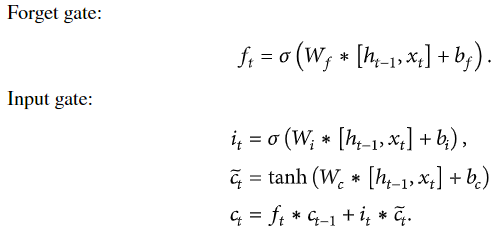 Forget gate:
f_t = σ (W_f * [h_{t−1}, x_t] + b_f) .
Input gate:
i_t = σ (W_i * [h_{t−1}, x_t] + b_i) ,
c̃_t = tanh (W_c * [h_{t−1}, x_t] + b_c)
c_t = f_t * c_{t−1} + i_t * c̃_t.